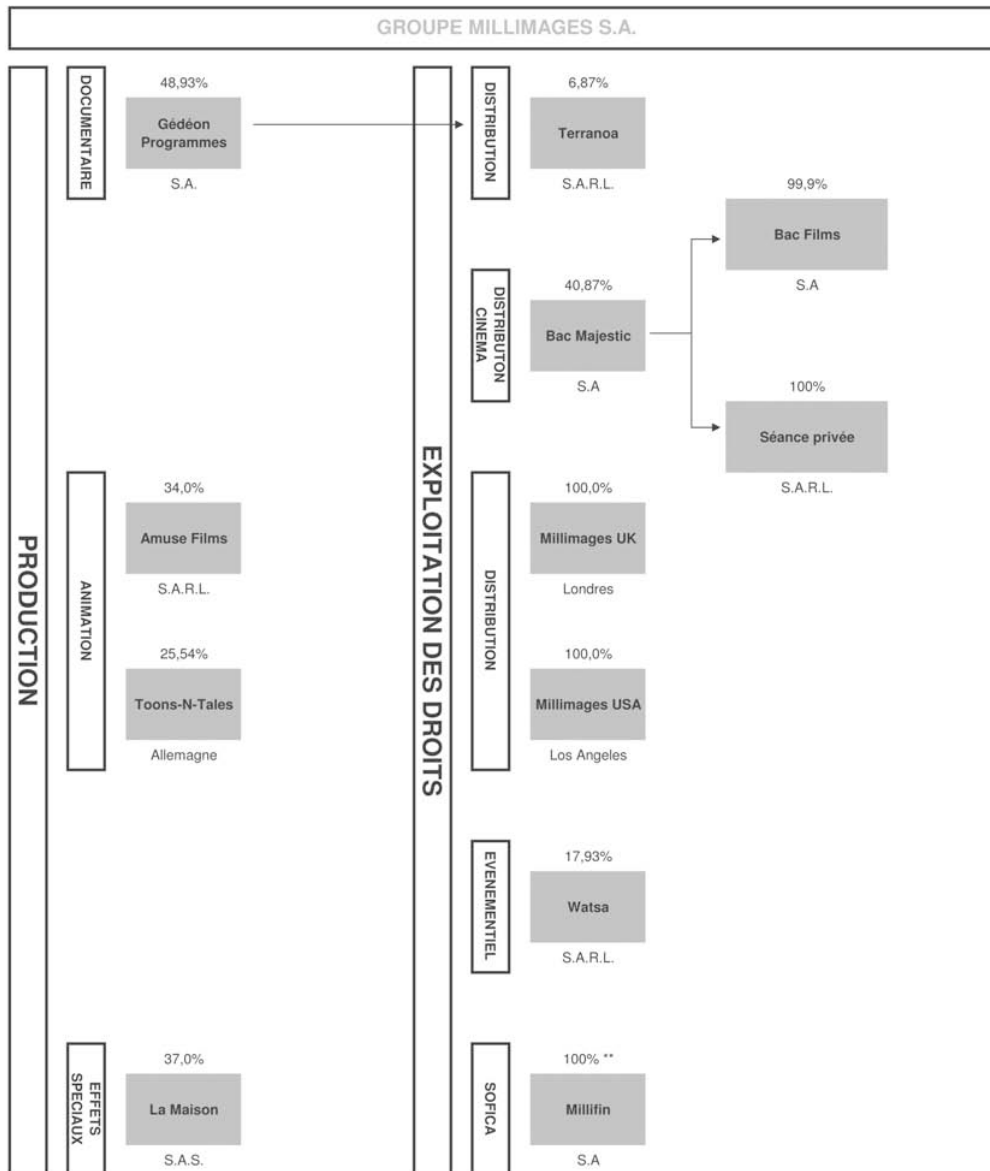 GROUPE MILLIMAGES S.A.
PRODUCTION
DOCUMENTAIRE
48,93%
Gédéon
Programmes
S.A.
ANIMATION
34,0%
Amuse Films
S.A.R.L.
25,54%
Toons-N-Tales
Allemagne
EFFETS
SPECIAUX
37,0%
La Maison
S.A.S.
EXPLOITATION DES DROITS
DISTRIBUTION
6,87%
Terranoa
S.A.R.L.
DISTRIBUTON
CINEMA
40,87%
Bac Majestic
S.A
99,9%
Bac Films
S.A
100%
Séance privée
S.A.R.L.
DISTRIBUTION
100,0%
Millimages UK
Londres
100,0%
Millimages USA
Los Angeles
EVENEMENTIEL
17,93%
Watsa
S.A.R.L.
SOFICA
100% **
Millifin
S.A